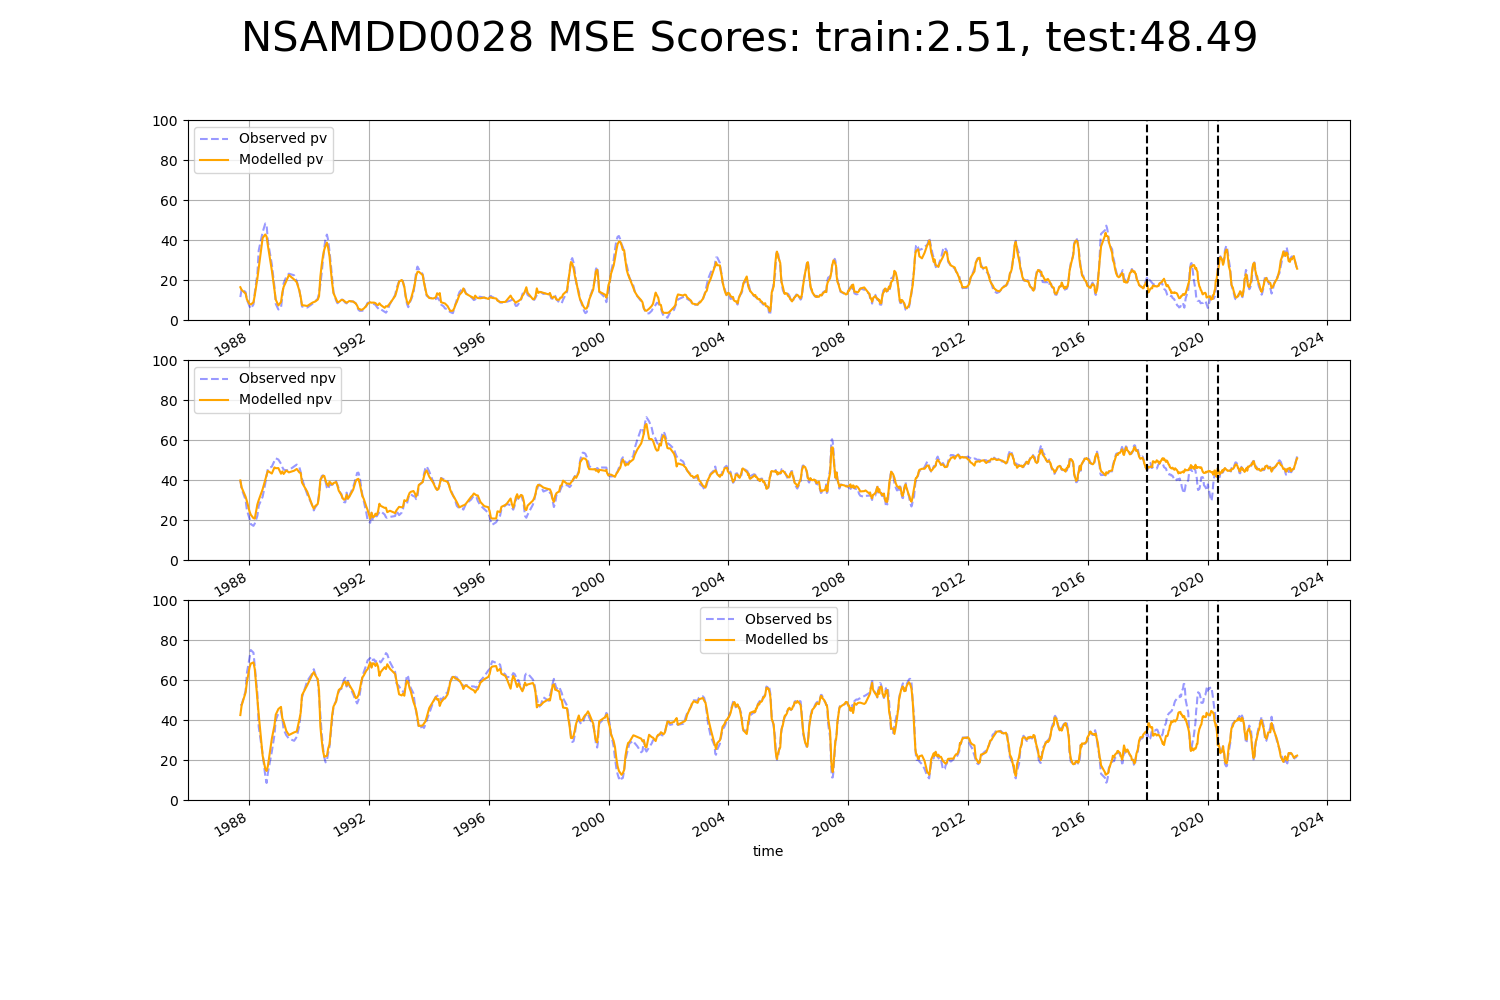 NSAMDD0028 MSE Scores: train:2.51, test:48.49
100
80
60
40
20
0
Observed pv
Modelled pv
1988 1992 1996 2000 2004 2008 2012 2016 2020 2024
100
80
60
40
20
0
Observed npv
Modelled npv
1988 1992 1996 2000 2004 2008 2012 2016 2020 2024
100
80
60
40
20
0
Observed bs
Modelled bs
1988 1992 1996 2000 2004 2008 2012 2016 2020 2024
time